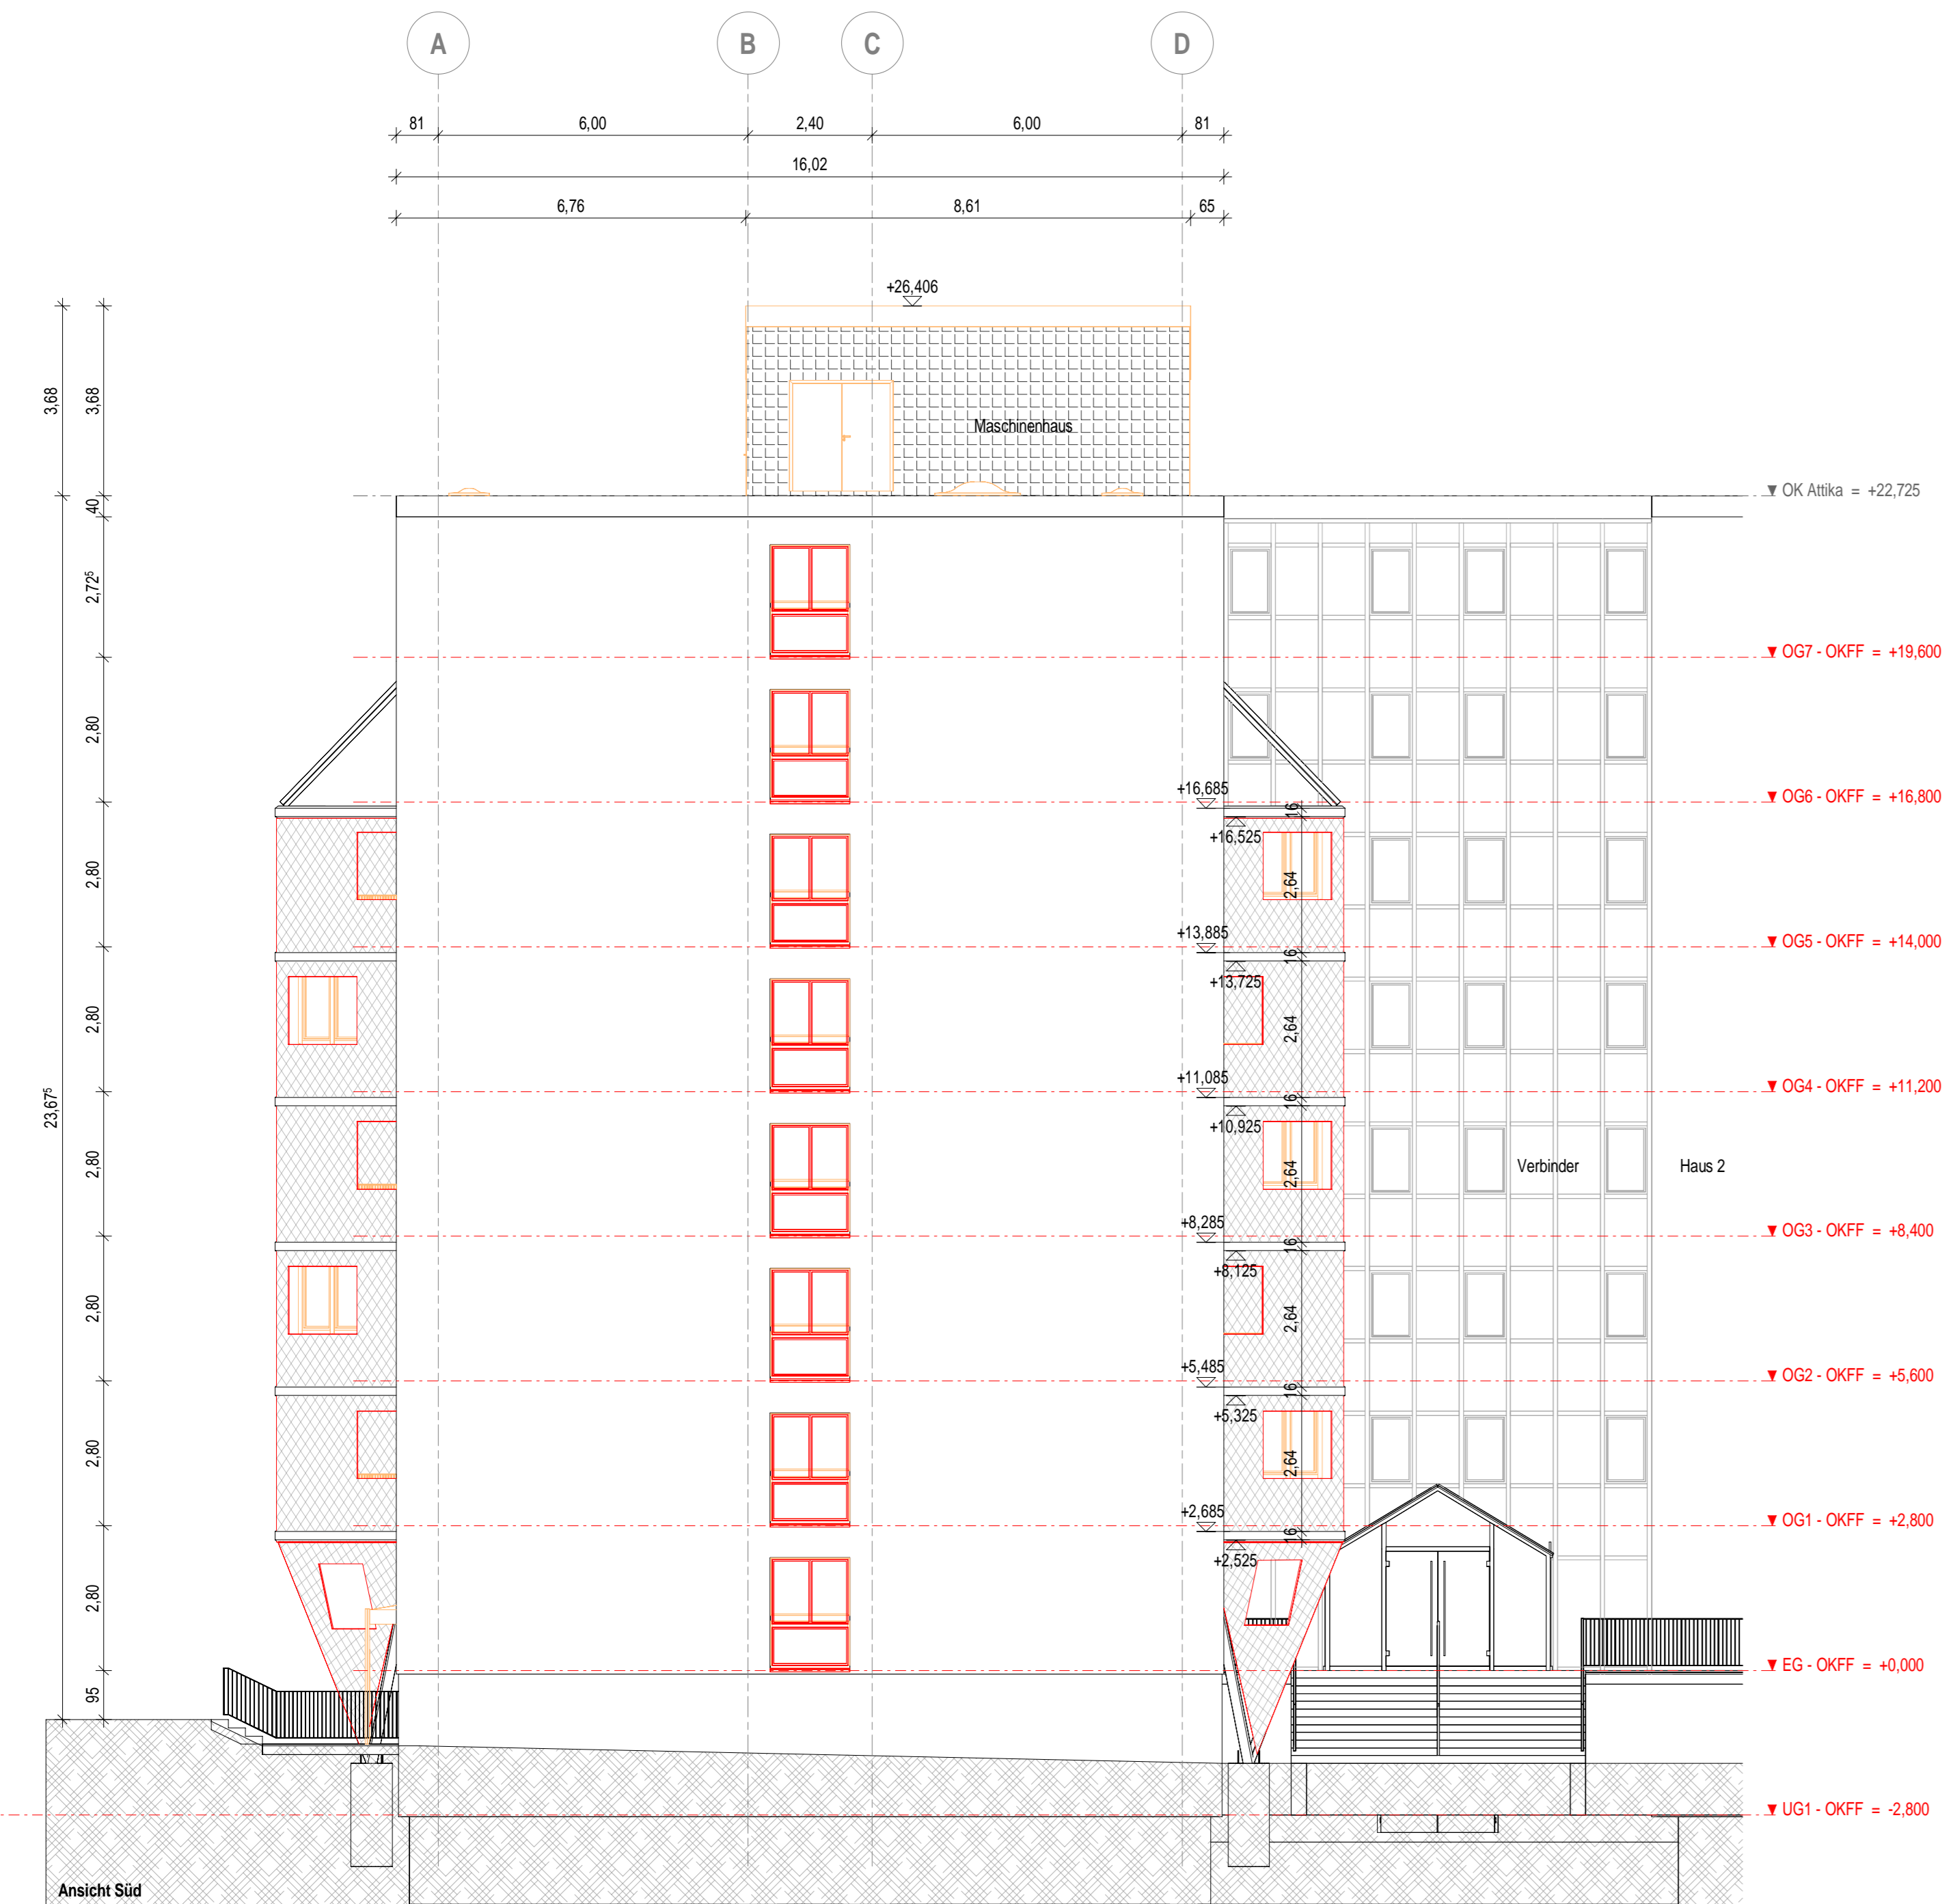 A B C D
81 6,00 2,40 6,00 81
16,02
6,76 8,61 65
+26,406
3,68 3,68
Maschinenhaus
40
▼ OK Attika = +22,725
2,72⁵
▼ OG7 - OKFF = +19,600
2,80
+16,685
▼ OG6 - OKFF = +16,800
16
+16,525
2,80
2,64
+13,885
▼ OG5 - OKFF = +14,000
16
+13,725
2,80
2,64
+11,085
▼ OG4 - OKFF = +11,200
23,67⁵
16
+10,925
2,80
2,64
Verbinder Haus 2
+8,285
▼ OG3 - OKFF = +8,400
16
+8,125
2,80
2,64
+5,485
▼ OG2 - OKFF = +5,600
16
+5,325
2,80
2,64
+2,685
▼ OG1 - OKFF = +2,800
16
+2,525
2,80
▼ EG - OKFF = +0,000
95
▼ UG1 - OKFF = -2,800
Ansicht Süd